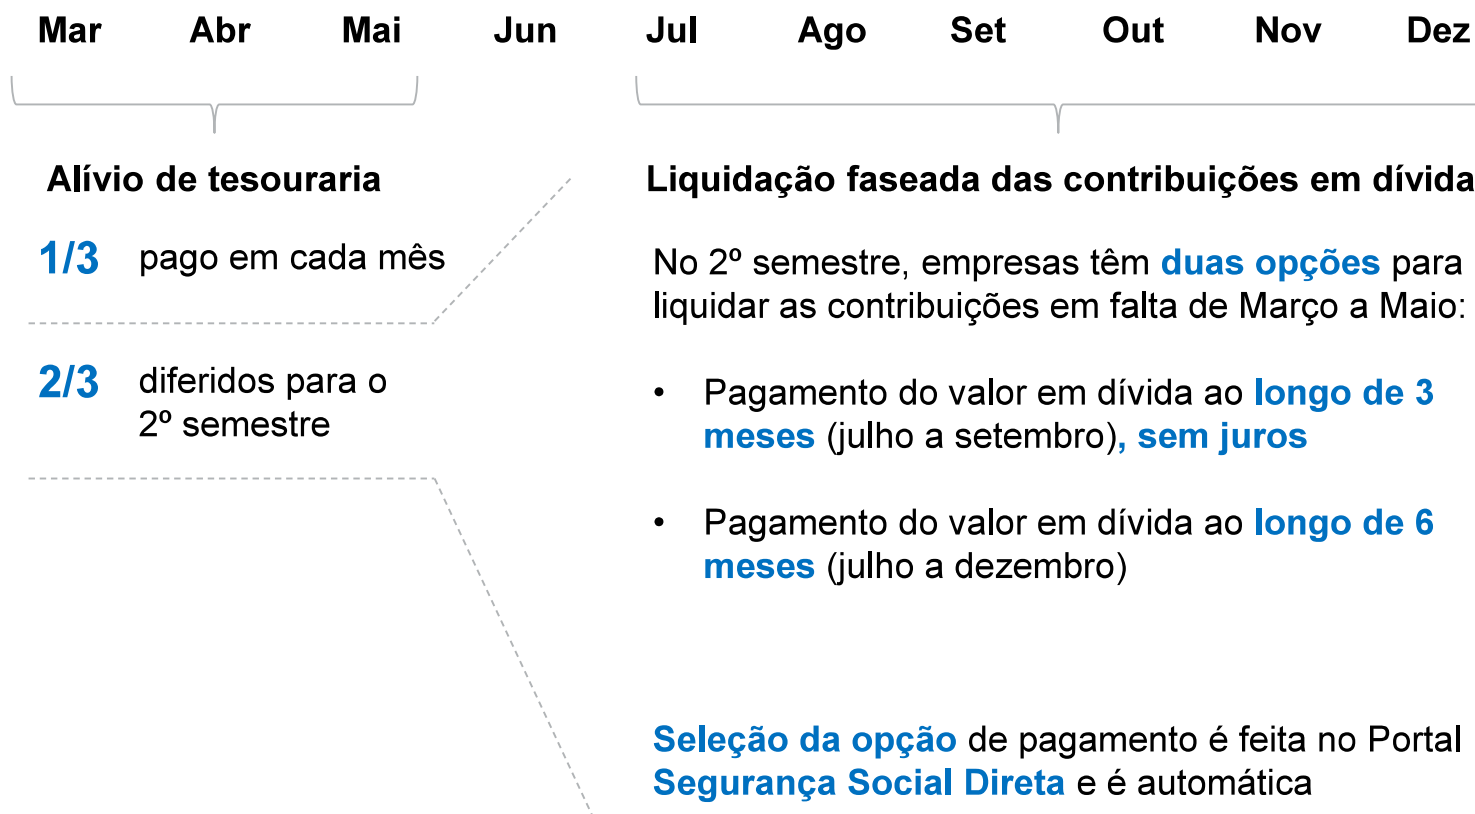 Mar Abr Mai Jun Jul Ago Set Out Nov Dez
Alívio de tesouraria
1/3 pago em cada mês
2/3 diferidos para o
2º semestre
Liquidação faseada das contribuições em dívida
No 2º semestre, empresas têm duas opções para
liquidar as contribuições em falta de Março a Maio:
• Pagamento do valor em dívida ao longo de 3
meses (julho a setembro), sem juros
• Pagamento do valor em dívida ao longo de 6
meses (julho a dezembro)
Seleção da opção de pagamento é feita no Portal
Segurança Social Direta e é automática